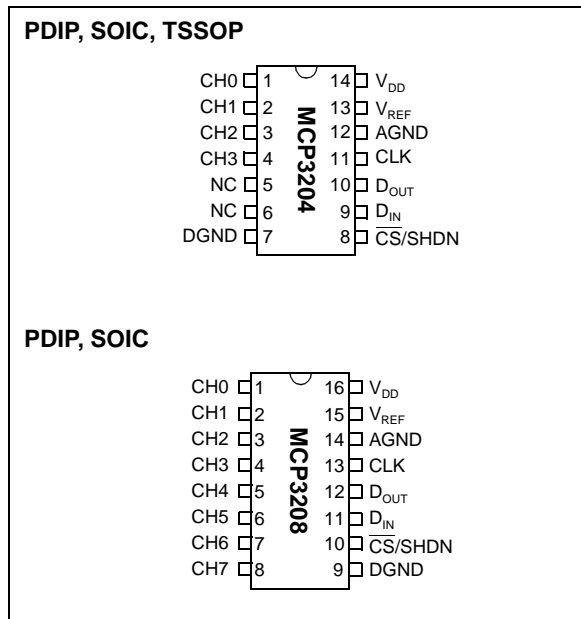 PDIP, SOIC, TSSOP
CH0 1 14 VDD
CH1 2 13 VREF
CH2 3 12 AGND
CH3 4 11 CLK
NC 5 10 DOUT
NC 6 9 DIN
DGND 7 8 CS/SHDN
MCP3204
PDIP, SOIC
CH0 1 16 VDD
CH1 2 15 VREF
CH2 3 14 AGND
CH3 4 13 CLK
CH4 5 12 DOUT
CH5 6 11 DIN
CH6 7 10 CS/SHDN
CH7 8 9 DGND
MCP3208